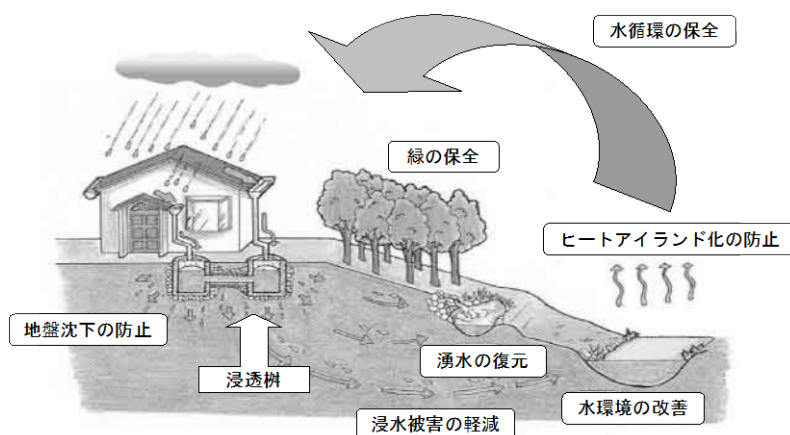 水循環の保全
緑の保全
ヒートアイランド化の防止
地盤沈下の防止
湧水の復元
浸透桝
水環境の改善
浸水被害の軽減